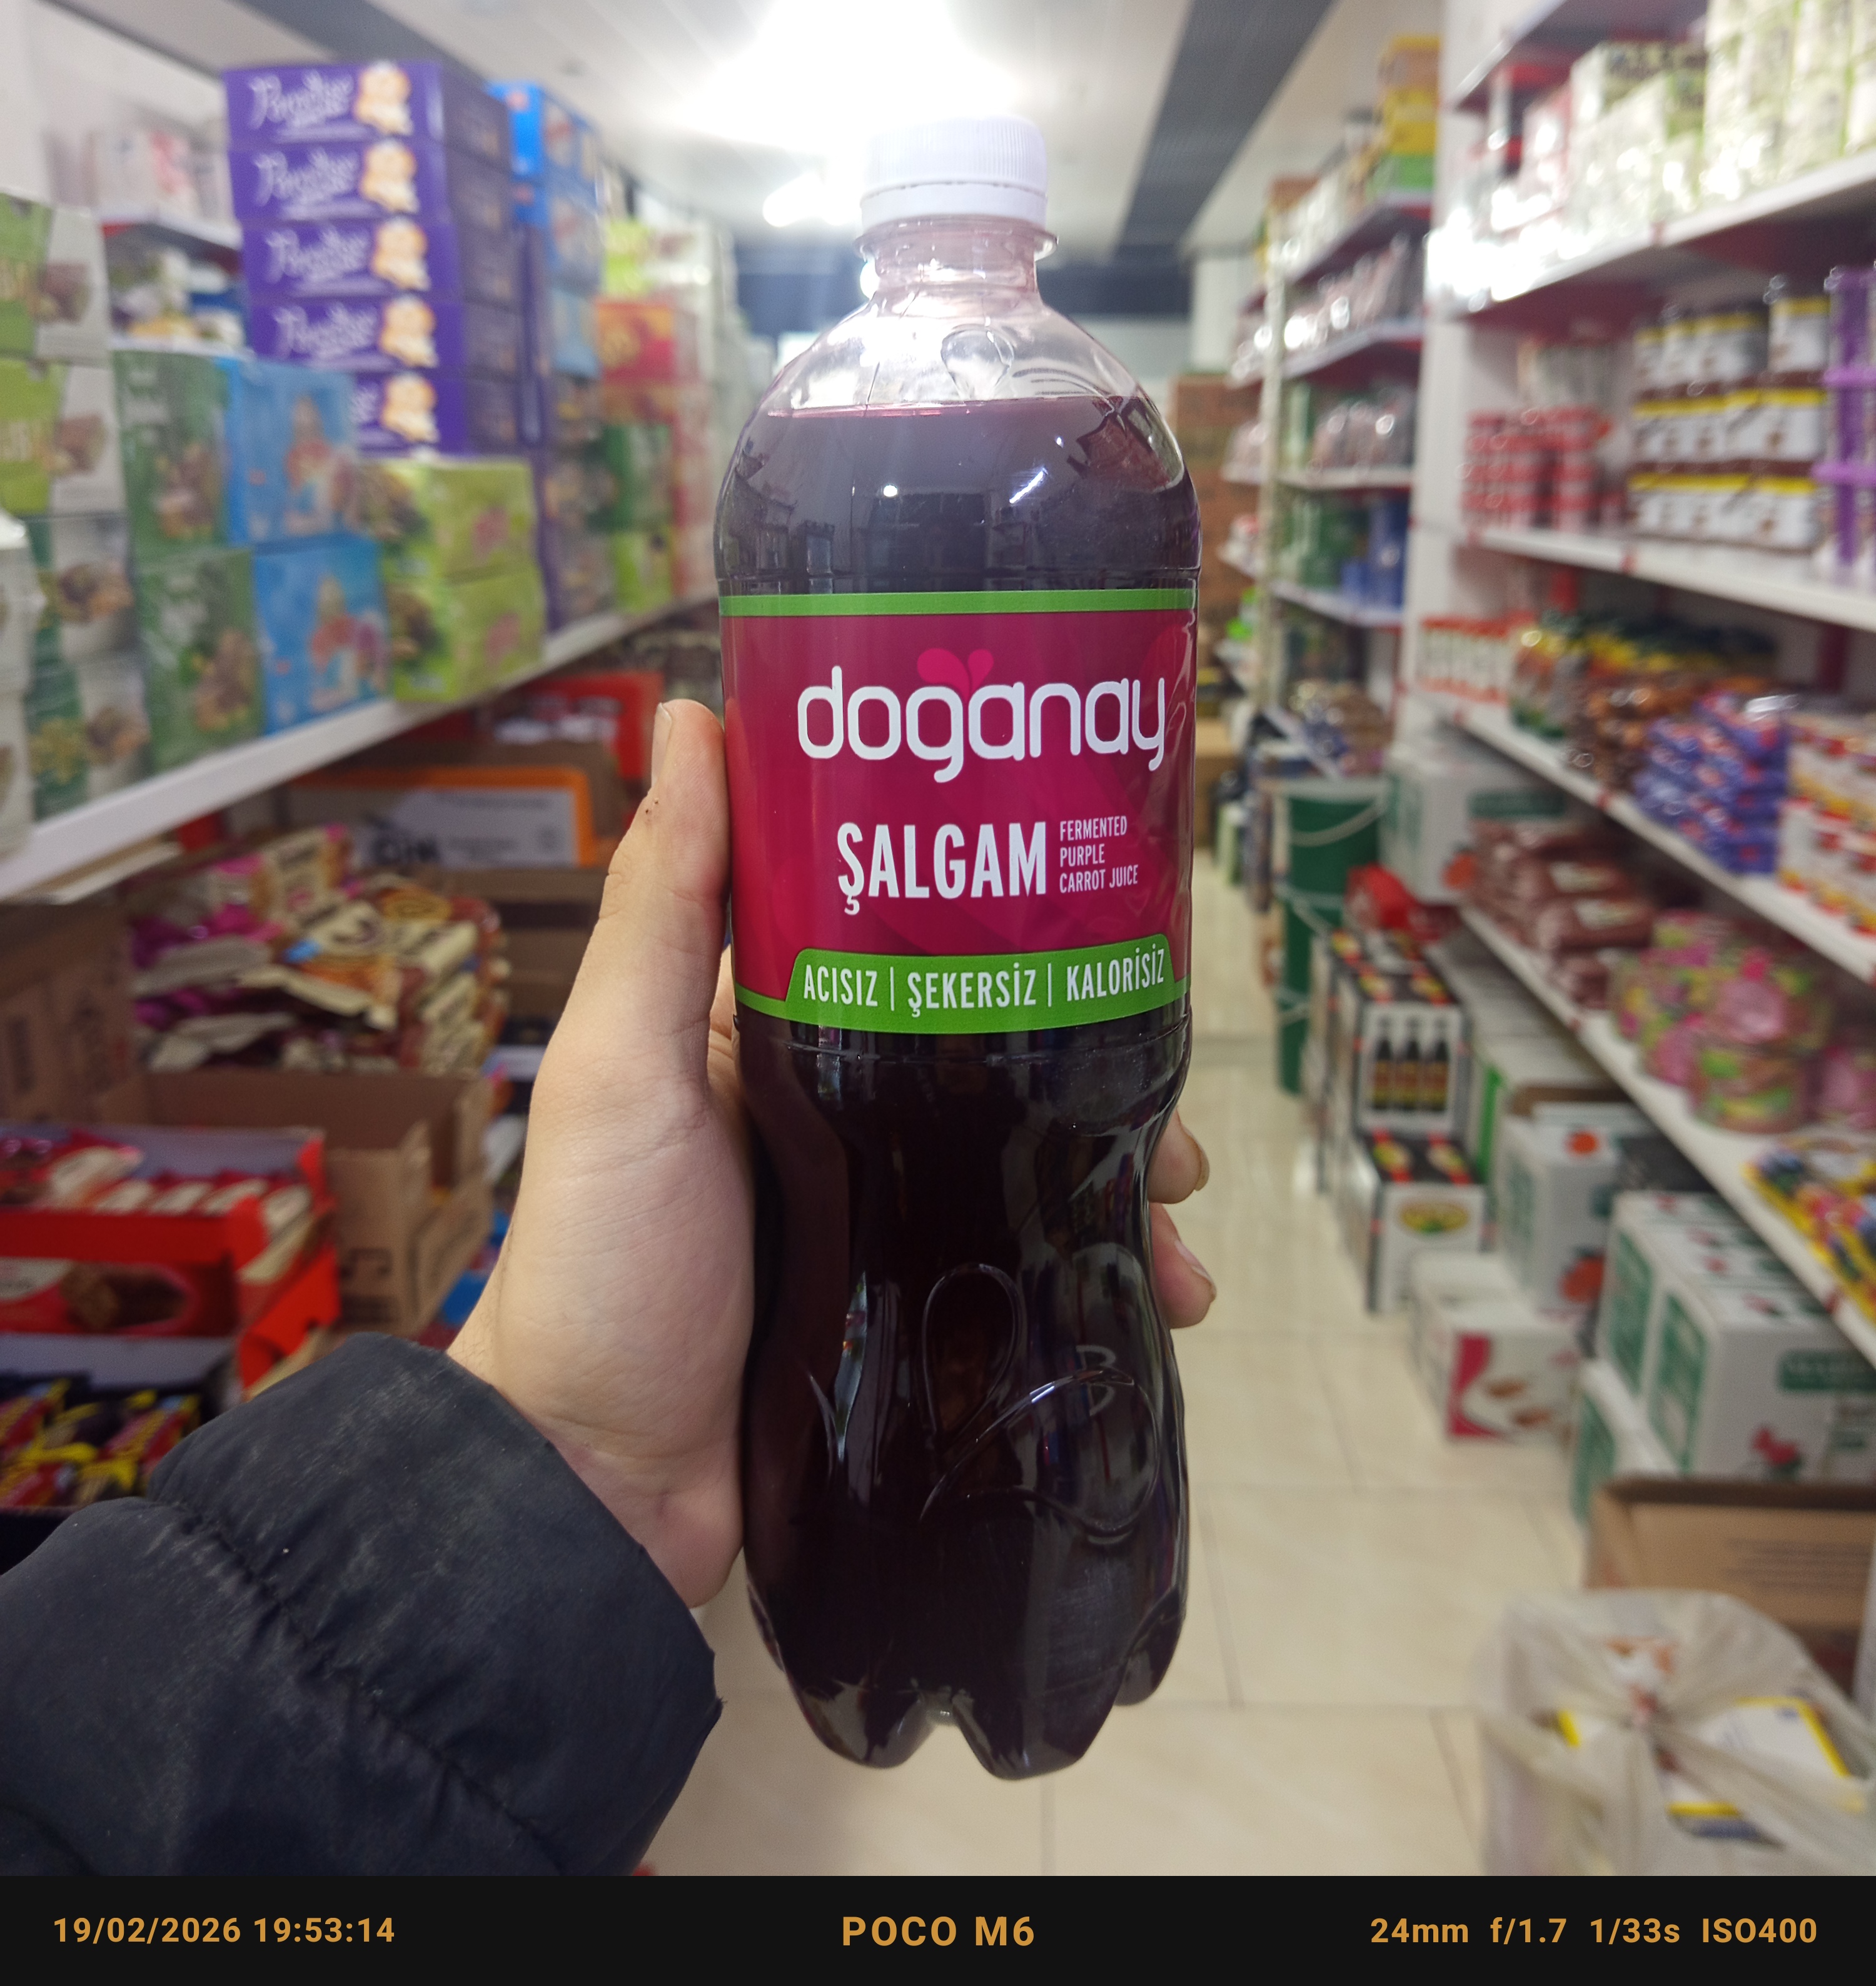 doğanay
ŞALGAM
FERMENTED
PURPLE
CARROT JUICE
ACISIZ | ŞEKERSİZ | KALORİSİZ
19/02/2026 19:53:14
POCO M6
24mm f/1.7 1/33s ISO400